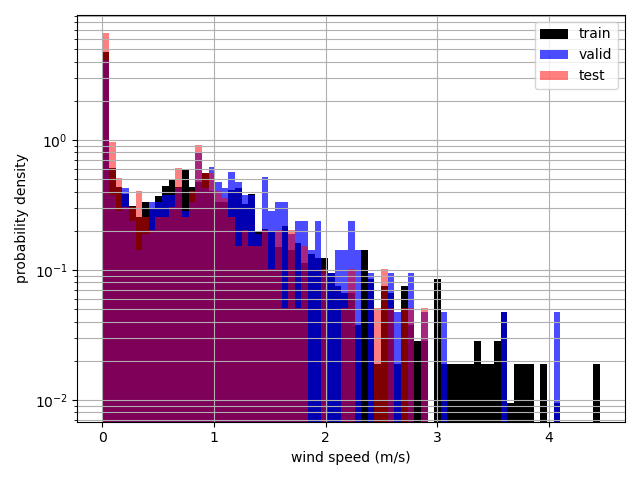 train
valid
test
10⁰
10⁻¹
10⁻²
probability density
0
1
2
3
4
wind speed (m/s)